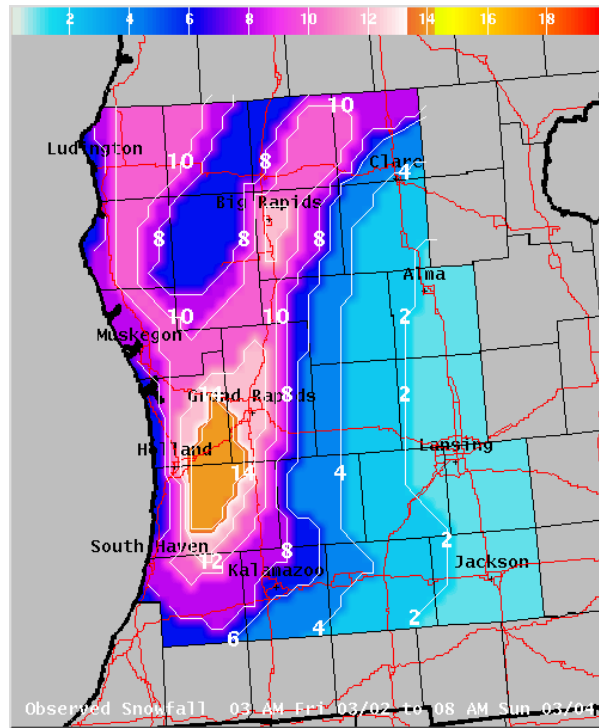 2 4 6 8 10 12 14 16 18
10
Ludington
10 8 Clare
4
Big Rapids
8 8 8
Alma
10 10 2
Muskegon
14 8 2
Grand Rapids
Holland Lansing
14 4
South Haven 8 2
12 Kalamazoo Jackson
6 4 2
Observed Snowfall 03 AM Fri 03/02 to 08 AM Sun 03/04